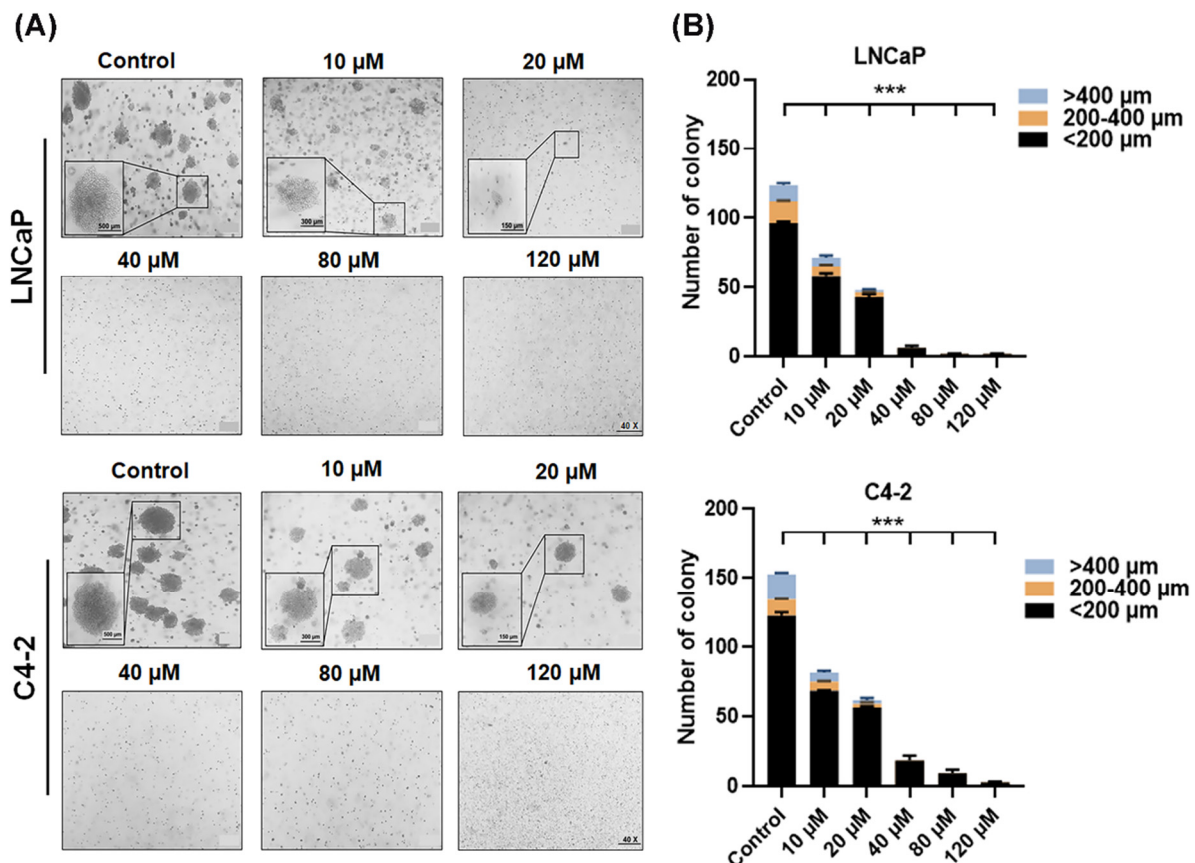 (A)
Control 10 µM 20 µM
LNCaP
500 µm
300 µm
150 µm
40 µM 80 µM 120 µM
40 X
Control 10 µM 20 µM
C4-2
500 µm
300 µm
150 µm
40 µM 80 µM 120 µM
40 X
(B)
LNCaP
Number of colony
200
150
100
50
0
***
>400 µm
200-400 µm
<200 µm
Control 10 µM 20 µM 40 µM 80 µM 120 µM
C4-2
Number of colony
200
150
100
50
0
***
>400 µm
200-400 µm
<200 µm
Control 10 µM 20 µM 40 µM 80 µM 120 µM